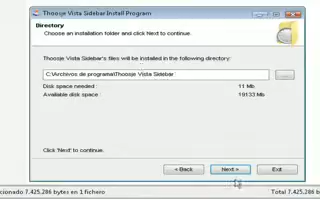 Thoosje Vista Sidebar Install Program
Directory
Choose an installation folder and click Next to continue.
Thoosje Vista Sidebar's files will be installed in the following directory:
C:\Archivos de programa\Thoosje Vista Sidebar
...
Disk space needed : 11 Mb
Available disk space : 19133 Mb
Click 'Next' to continue.
< Back Next > Exit
cionado 7.425.286 bytes en 1 fichero Total 7.425.286 b